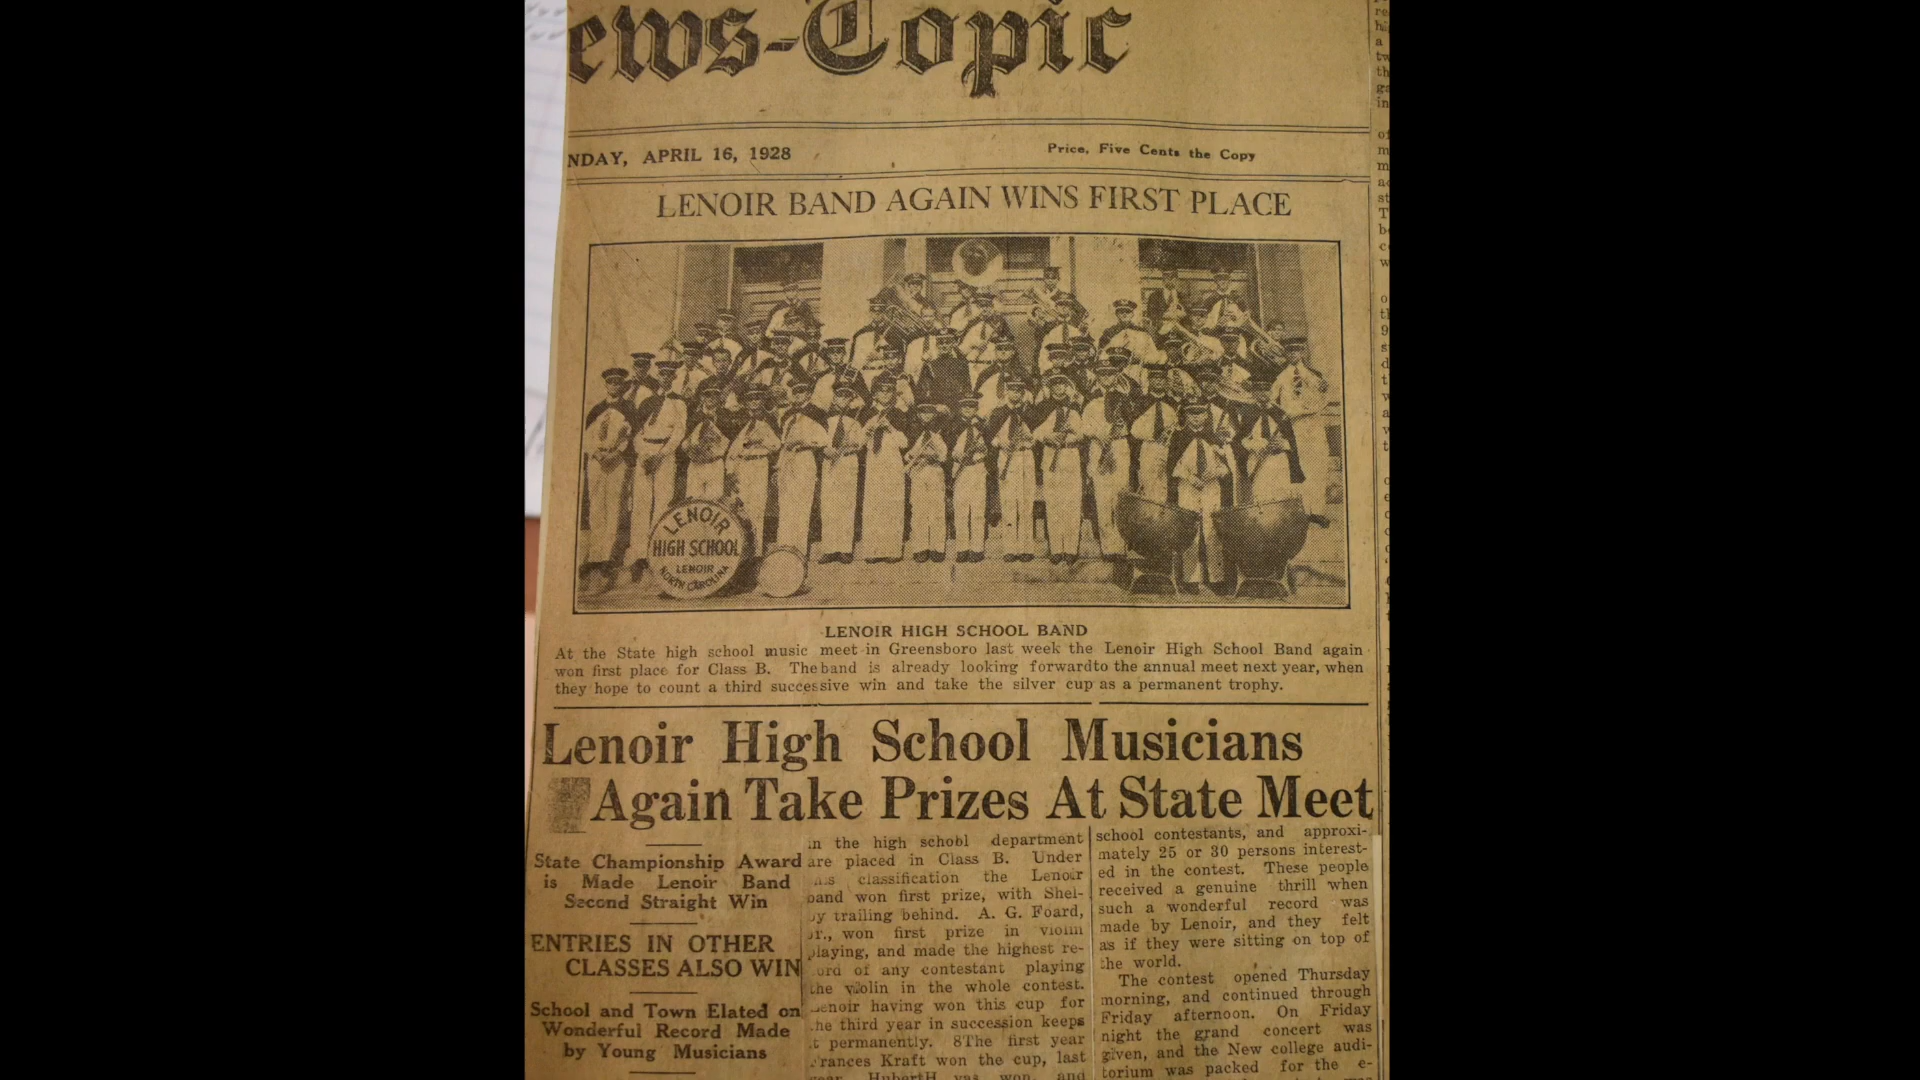 ews-Topic
NDAY, APRIL 16, 1928
Price, Five Cents the Copy
LENOIR BAND AGAIN WINS FIRST PLACE
LENOIR
HIGH SCHOOL
LENOIR
NORTH CAROLINA
LENOIR HIGH SCHOOL BAND
At the State high school music meet in Greensboro last week the Lenoir High School Band again
won first place for Class B. The band is already looking forwardto the annual meet next year, when
they hope to count a third successive win and take the silver cup as a permanent trophy.
Lenoir High School Musicians
Again Take Prizes At State Meet
State Championship Award
is Made Lenoir Band
Second Straight Win
ENTRIES IN OTHER
CLASSES ALSO WIN
School and Town Elated on
Wonderful Record Made
by Young Musicians
in the high school department
are placed in Class B. Under
classification the Lenoir
band won first prize, with Shel-
by trailing behind. A. G. Foard,
Jr., won first prize in violin
playing, and made the highest re-
cord of any contestant playing
the violin in the whole contest.
Lenoir having won this cup for
the third year in succession keeps
it permanently. 8The first year
Frances Kraft won the cup, last
won, and
school contestants, and approxi-
mately 25 or 30 persons interest-
ed in the contest. These people
received a genuine thrill when
such a wonderful record was
made by Lenoir, and they felt
as if they were sitting on top of
the world.
The contest opened Thursday
morning, and continued through
Friday afternoon. On Friday
night the grand concert was
given, and the New college audi-
torium was packed for the e-